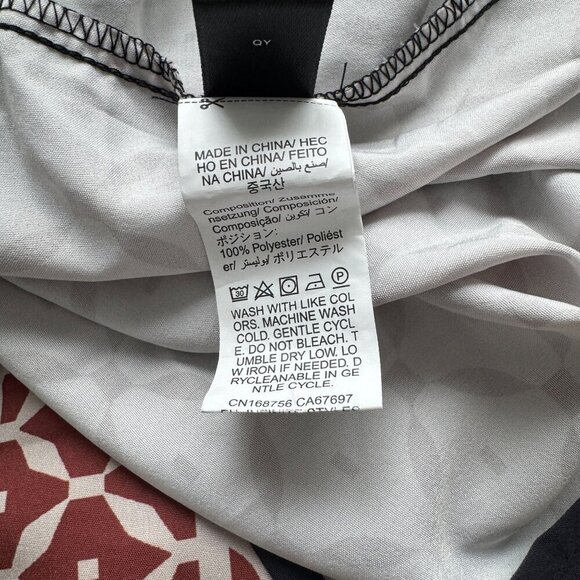 QY
MADE IN CHINA/ HEC
HO EN CHINA/ FEITO
NA CHINA/ صنع بالصين/
중국산
Composition/ Zusamme
nsetzung/ Composición/
Composição/ تكوين/ コン
ポジション:
100% Polyester/ Poliést
er/ بوليستر/ ポリエステル
30
P
WASH WITH LIKE COL
ORS. MACHINE WASH
COLD. GENTLE CYCL
E. DO NOT BLEACH. T
UMBLE DRY LOW. LO
W IRON IF NEEDED. D
RYCLEANABLE IN GE
NTLE CYCLE.
CN168756 CA67697